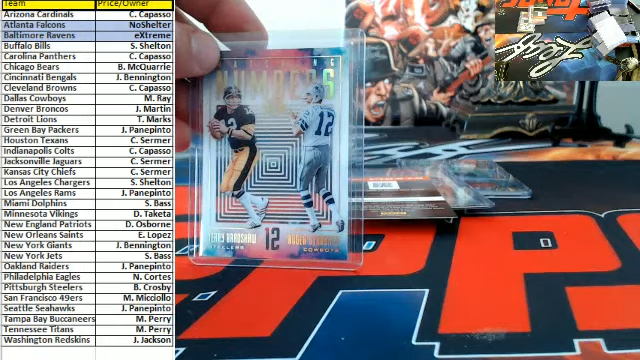 Team Price/Owner
Arizona Cardinals C. Capasso
Atlanta Falcons NoShelter
Baltimore Ravens eXtreme
Buffalo Bills S. Shelton
Carolina Panthers C. Capasso
Chicago Bears B. McQuarrie
Cincinnati Bengals J. Bennington
Cleveland Browns C. Capasso
Dallas Cowboys M. Ray
Denver Broncos J. Martin
Detroit Lions T. Marks
Green Bay Packers J. Panepinto
Houston Texans C. Sermer
Indianapolis Colts C. Capasso
Jacksonville Jaguars C. Sermer
Kansas City Chiefs C. Sermer
Los Angeles Chargers S. Shelton
Los Angeles Rams J. Panepinto
Miami Dolphins S. Bass
Minnesota Vikings D. Taketa
New England Patriots D. Osborne
New Orleans Saints E. Lopez
New York Giants J. Bennington
New York Jets S. Bass
Oakland Raiders J. Panepinto
Philadelphia Eagles N. Cortes
Pittsburgh Steelers B. Crosby
San Francisco 49ers M. Micciollo
Seattle Seahawks J. Panepinto
Tampa Bay Buccaneers M. Perry
Tennessee Titans M. Perry
Washington Redskins J. Jackson
NUMBERS
12
12
TERRY BRADSHAW 12 ROGER
STEELERS COWBOYS